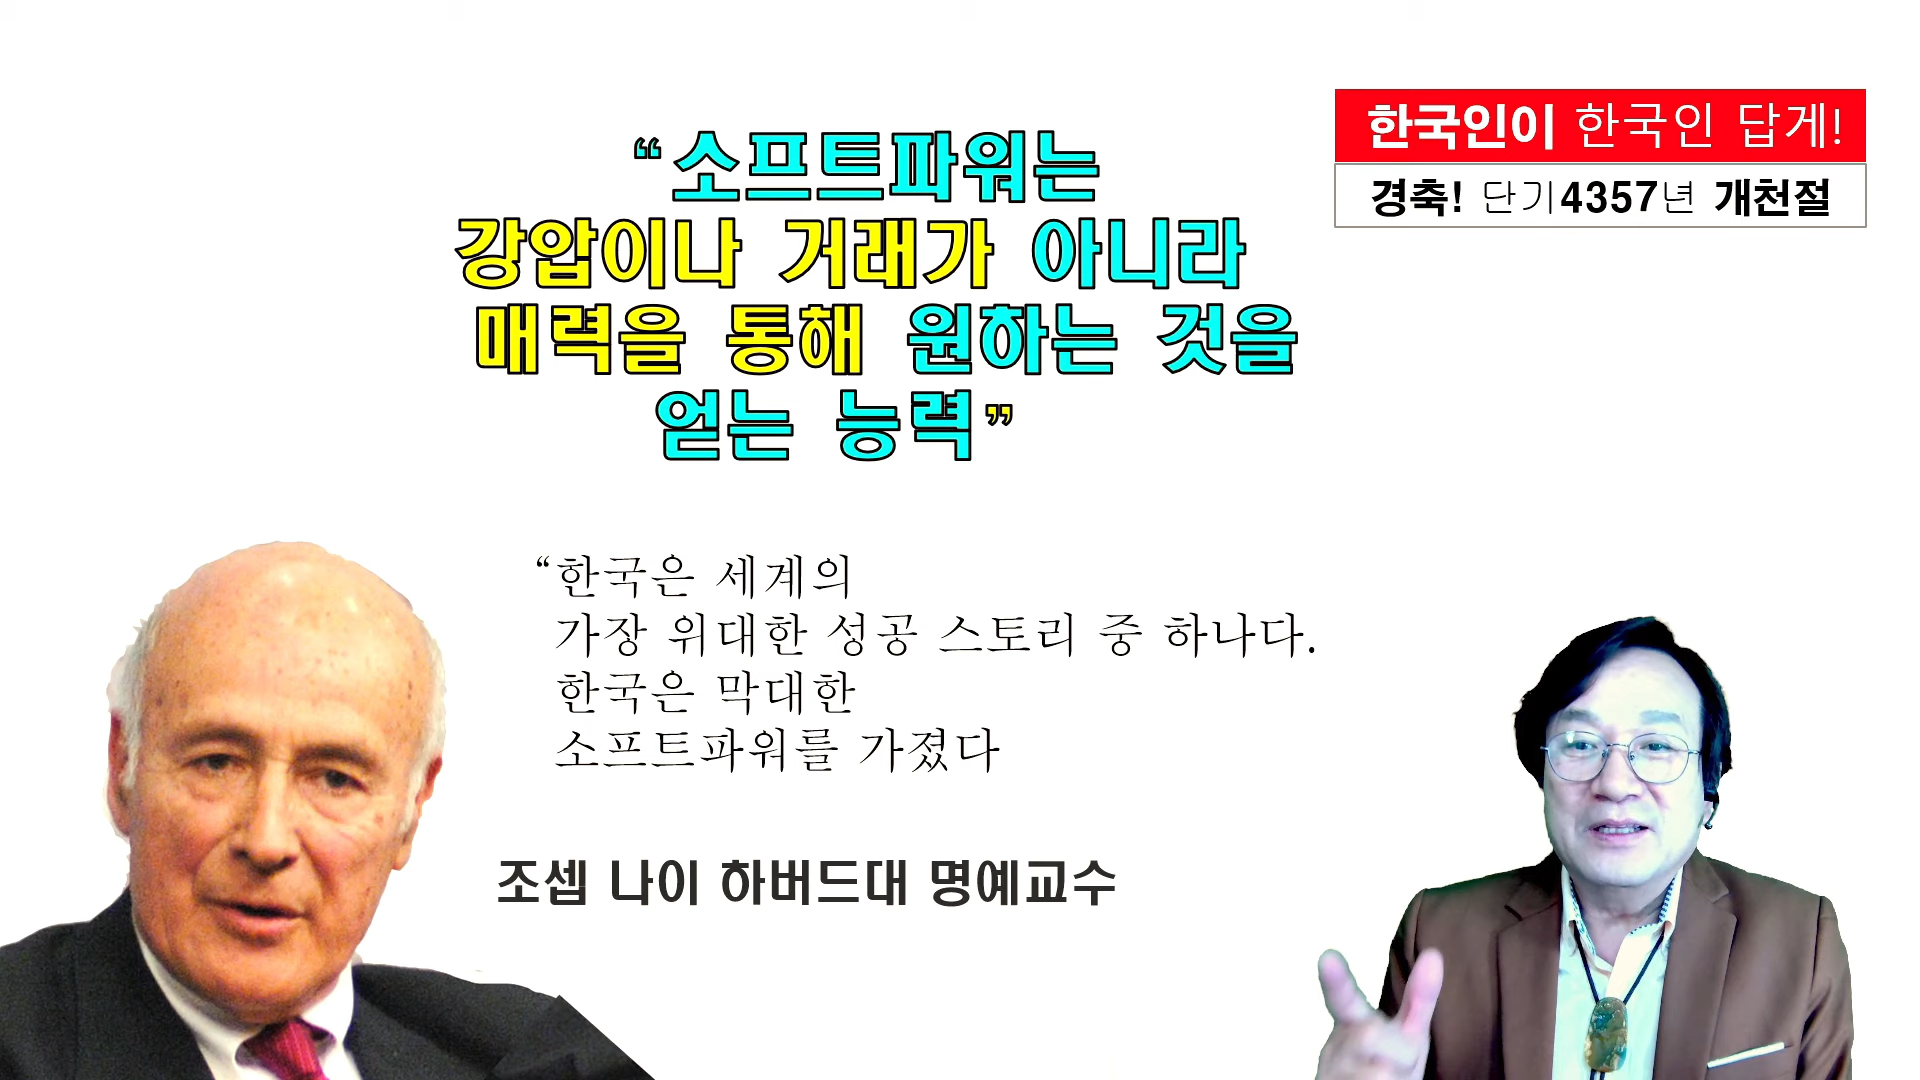 한국인이 한국인 답게!
경축! 단기4357년 개천절
“소프트파워는
강압이나 거래가 아니라
매력을 통해 원하는 것을
얻는 능력”
“한국은 세계의
가장 위대한 성공 스토리 중 하나다.
한국은 막대한
소프트파워를 가졌다
조셉 나이 하버드대 명예교수